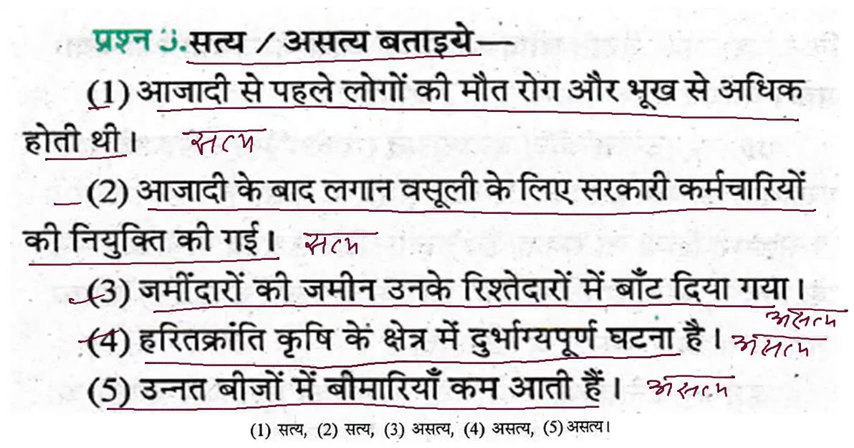 प्रश्न 3. सत्य / असत्य बताइये
(1) आजादी से पहले लोगों की मौत रोग और भूख से अधिक
होती थी। सत्य
(2) आजादी के बाद लगान वसूली के लिए सरकारी कर्मचारियों
की नियुक्ति की गई। सत्य
(3) जमींदारों की जमीन उनके रिश्तेदारों में बाँट दिया गया।
असत्य
(4) हरितक्रांति कृषि के क्षेत्र में दुर्भाग्यपूर्ण घटना है। असत्य
(5) उन्नत बीजों में बीमारियाँ कम आती हैं। असत्य
(1) सत्य, (2) सत्य, (3) असत्य, (4) असत्य, (5) असत्य।